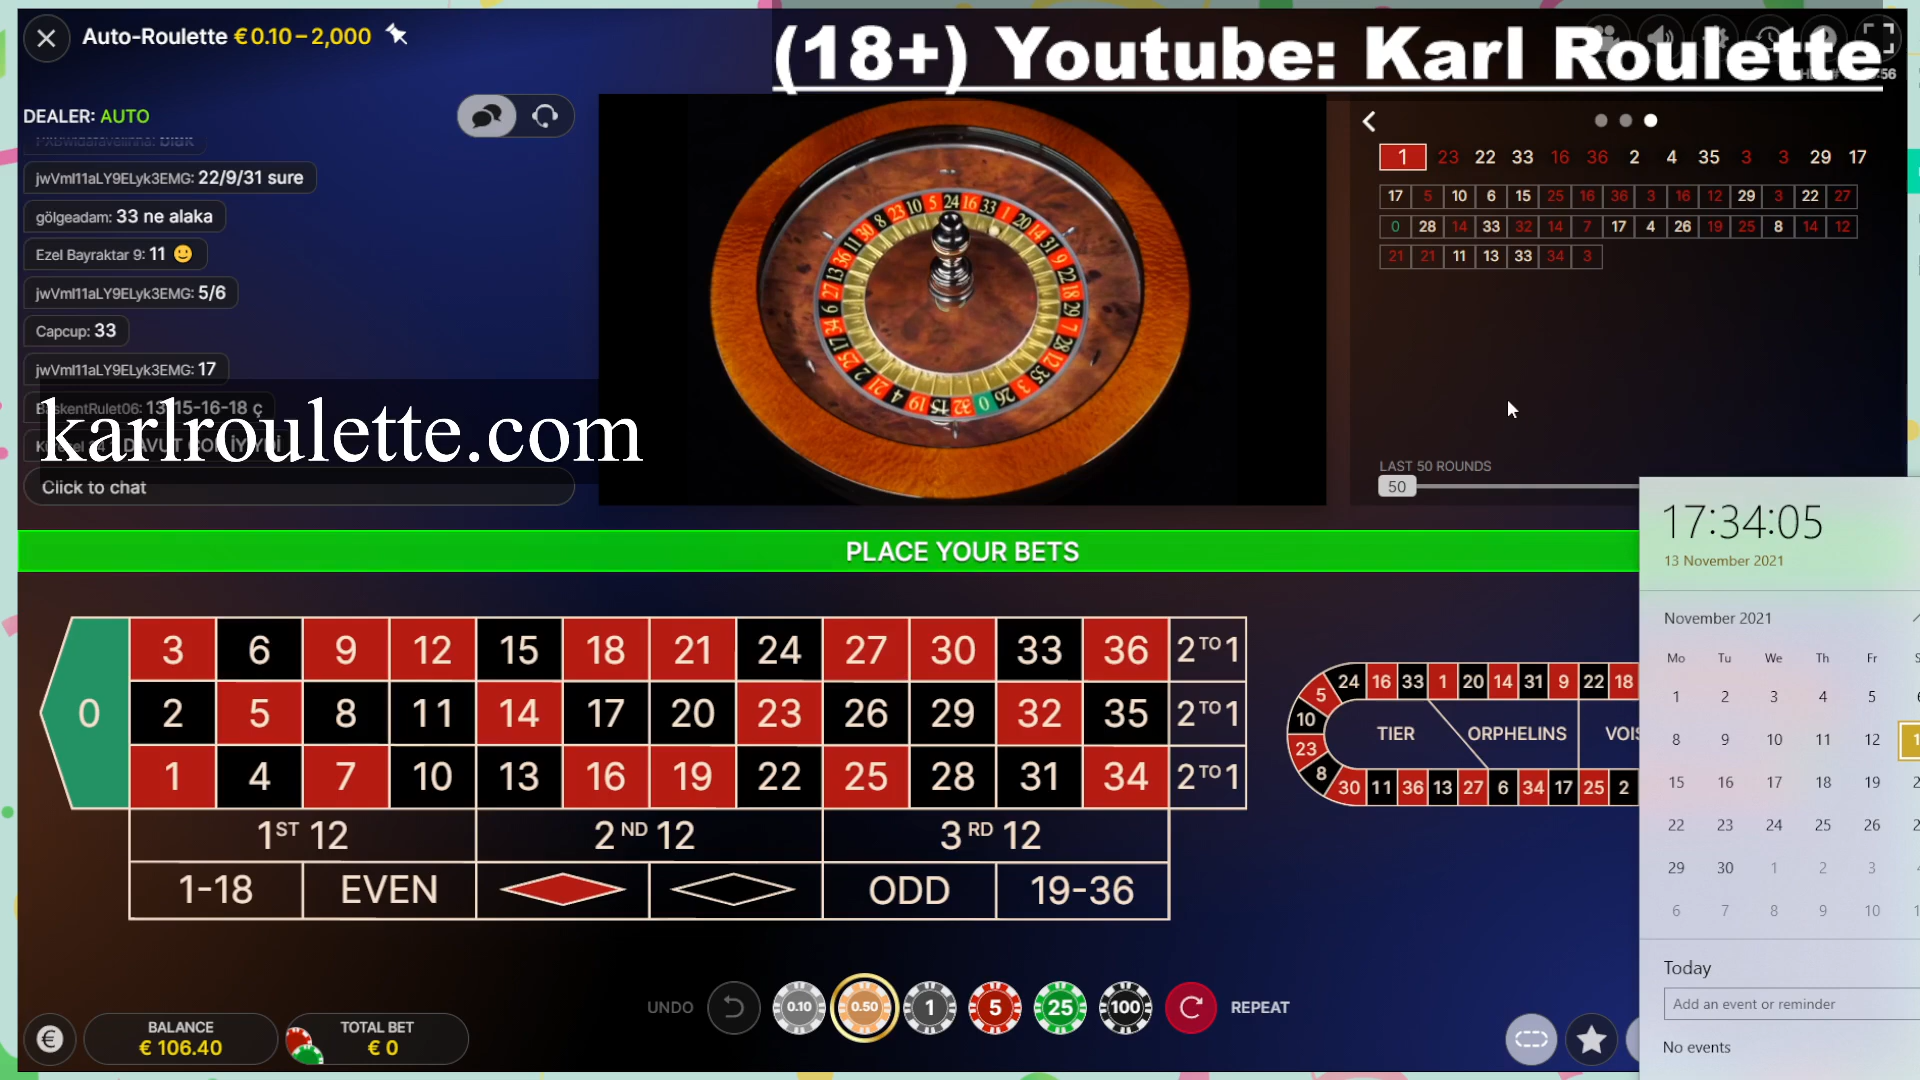 (18+) Youtube: Karl Roulette
Auto-Roulette €0.10 – 2,000
DEALER: AUTO
jwVml11aLY9ELyk3EMG: 22/9/31 sure
gölgeadam: 33 ne alaka
Ezel Bayraktar 9: 11
jwVml11aLY9ELyk3EMG: 5/6
Capcup: 33
jwVml11aLY9ELyk3EMG: 17
karlroulette.com
Click to chat
1 23 22 33 16 36 2 4 35 3 3 29 17
17 5 10 6 15 25 16 36 3 16 12 29 3 22 27
0 28 14 33 32 14 7 17 4 26 19 25 8 14 12
21 21 11 13 33 34 3
LAST 50 ROUNDS
50
PLACE YOUR BETS
3 6 9 12 15 18 21 24 27 30 33 36 2 TO 1
0 2 5 8 11 14 17 20 23 26 29 32 35 2 TO 1
1 4 7 10 13 16 19 22 25 28 31 34 2 TO 1
1ST 12 2ND 12 3RD 12
1-18 EVEN ODD 19-36
5 24 16 33 1 20 14 31 9 22 18
10 TIER ORPHELINS
23
8 30 11 36 13 27 6 34 17 25 2
UNDO 0.10 0.50 1 5 25 100 REPEAT
BALANCE
€ 106.40
TOTAL BET
€ 0
17:34:05
13 November 2021
November 2021
Mo Tu We Th Fr
1 2 3 4 5
8 9 10 11 12
15 16 17 18 19
22 23 24 25 26
29 30 1 2 3
6 7 8 9 10
Today
Add an event or reminder
No events